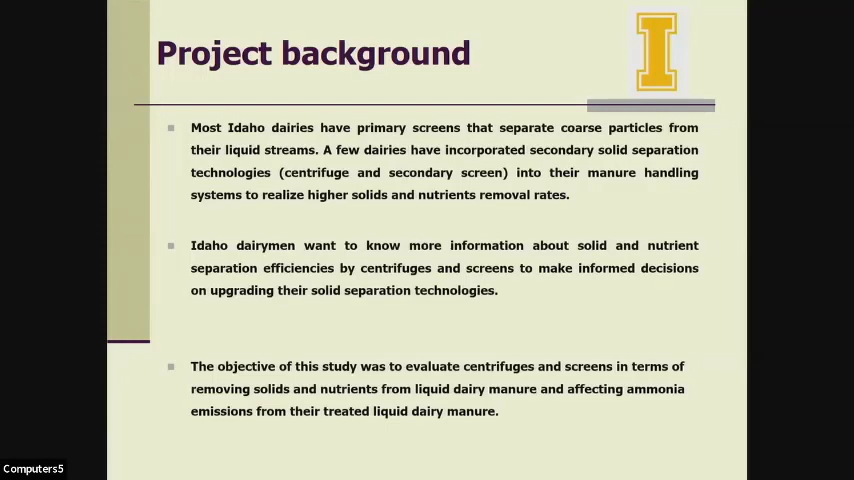 Project background
I
Most Idaho dairies have primary screens that separate coarse particles from
their liquid streams. A few dairies have incorporated secondary solid separation
technologies (centrifuge and secondary screen) into their manure handling
systems to realize higher solids and nutrients removal rates.
Idaho dairymen want to know more information about solid and nutrient
separation efficiencies by centrifuges and screens to make informed decisions
on upgrading their solid separation technologies.
The objective of this study was to evaluate centrifuges and screens in terms of
removing solids and nutrients from liquid dairy manure and affecting ammonia
emissions from their treated liquid dairy manure.
Computers5